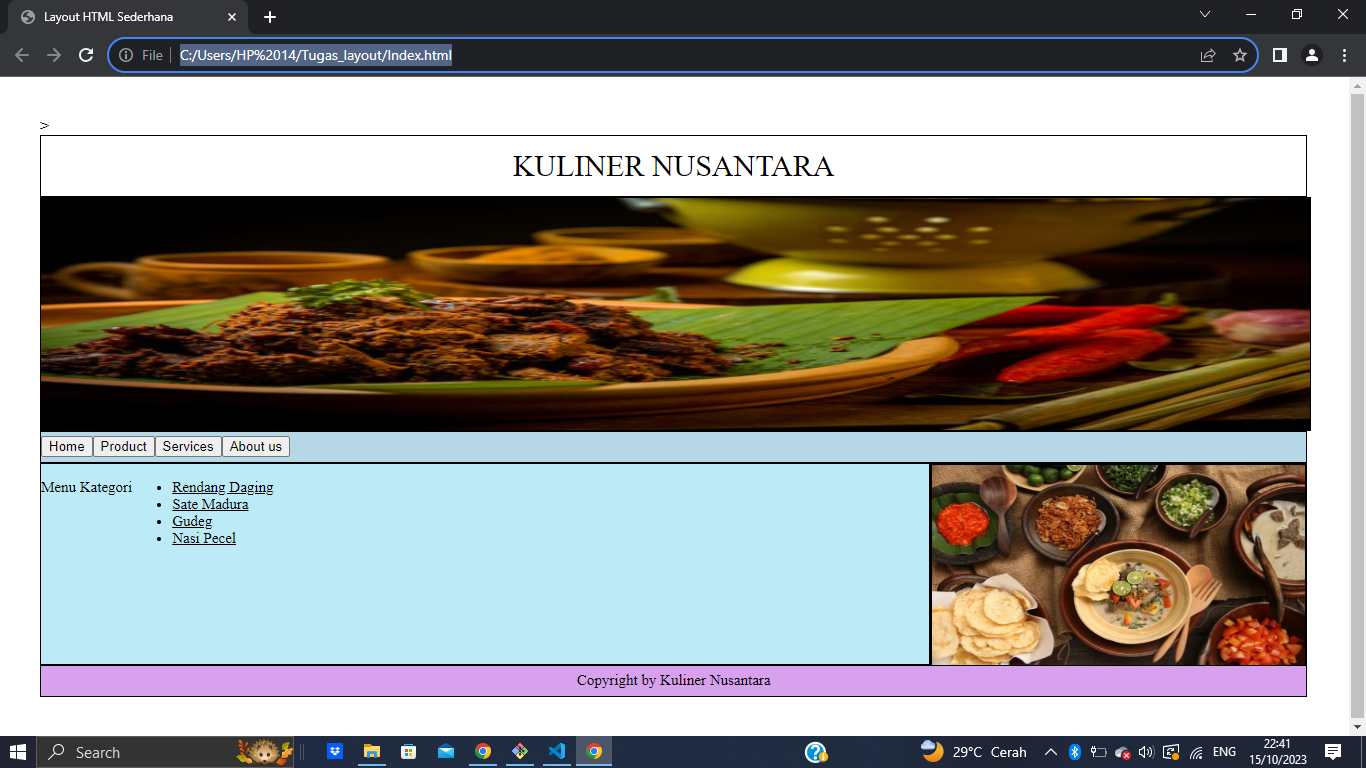 Layout HTML Sederhana
File
C:/Users/HP%2014/Tugas_layout/Index.html
>
KULINER NUSANTARA
Home Product Services About us
Menu Kategori
• Rendang Daging
• Sate Madura
• Gudeg
• Nasi Pecel
Copyright by Kuliner Nusantara
Search
29°C Cerah
ENG
22:41
15/10/2023